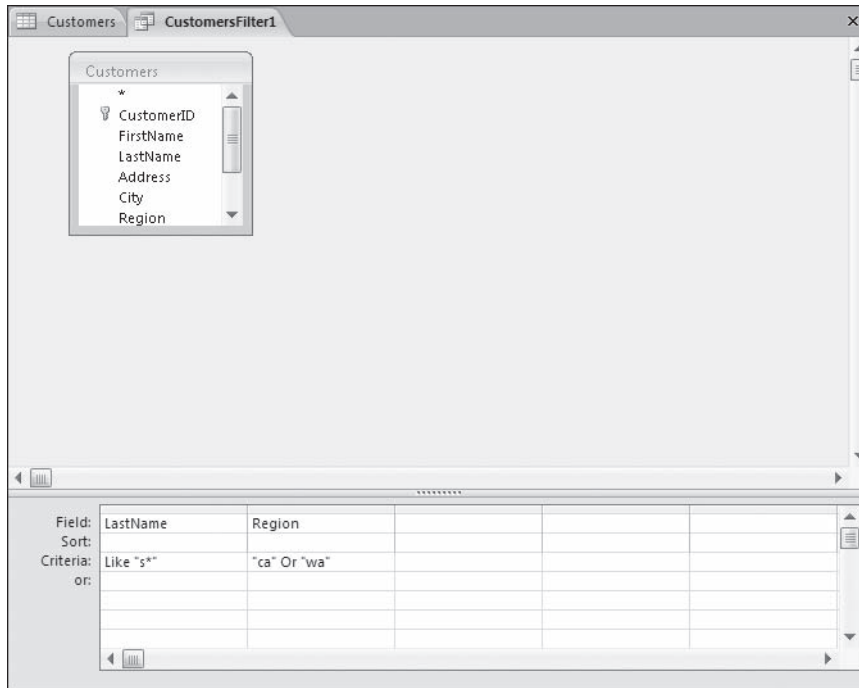 Customers CustomersFilter1
Customers
*
CustomerID
FirstName
LastName
Address
City
Region
Field: LastName Region
Sort:
Criteria: Like "s*" "ca" Or "wa"
or: